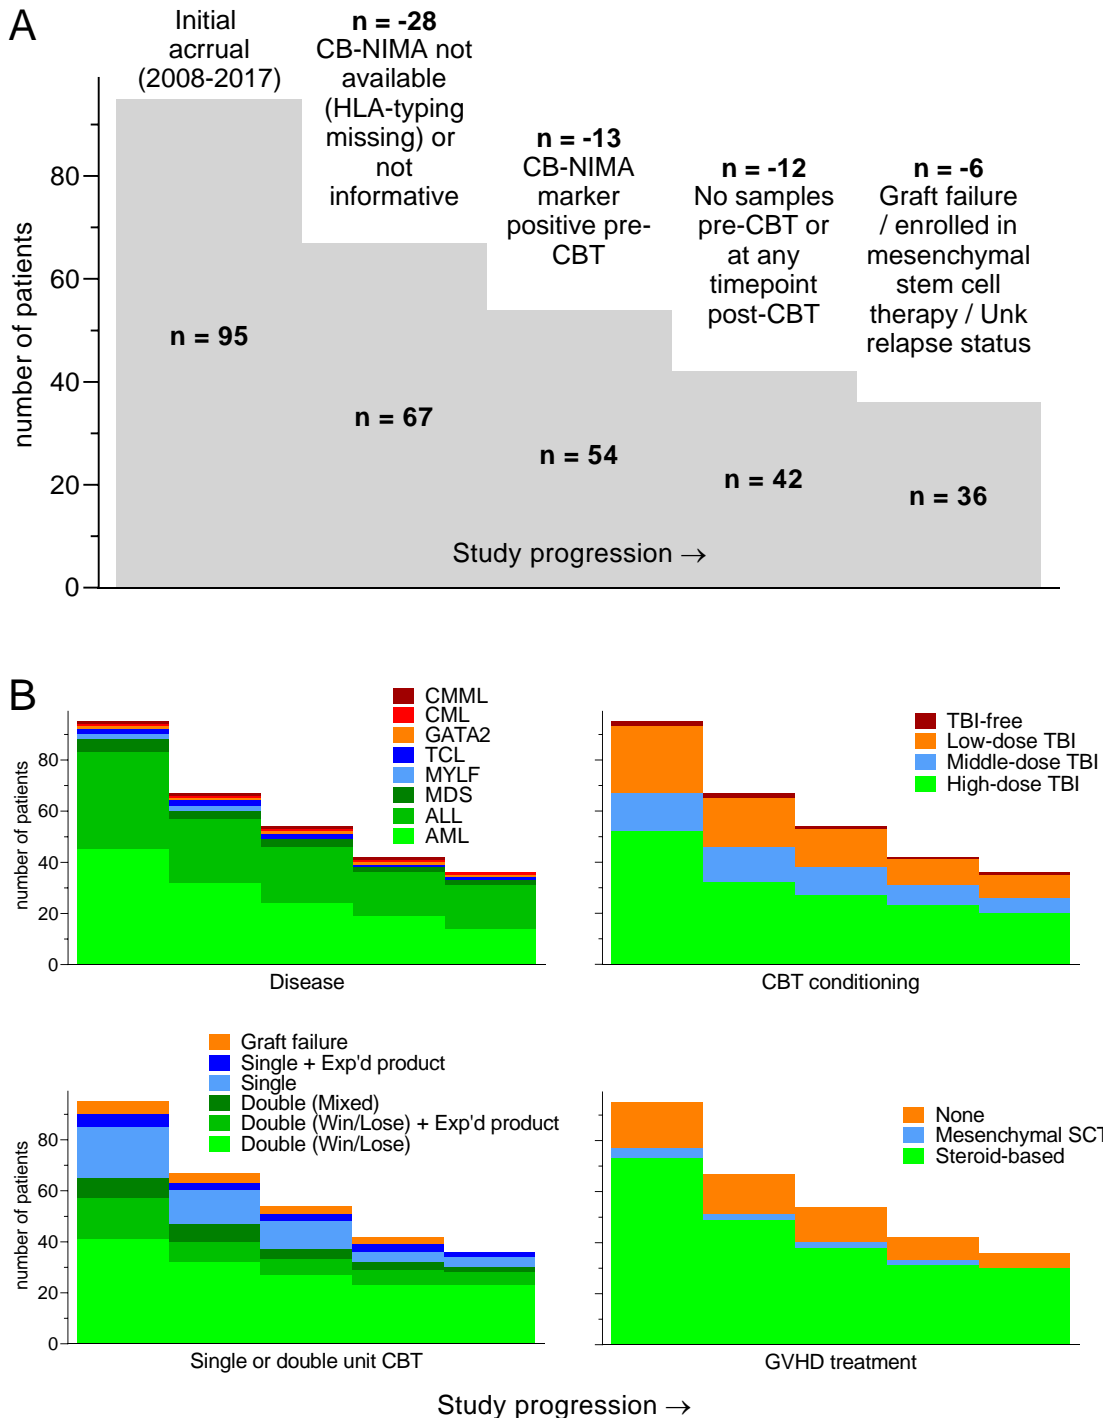 A
Initial
acrrual
(2008-2017)
n = -28
CB-NIMA not
available
(HLA-typing
missing) or
not
informative
n = -13
CB-NIMA
marker
positive pre-
CBT
n = -12
No samples
pre-CBT or
at any
timepoint
post-CBT
n = -6
Graft failure
/ enrolled in
mesenchymal
stem cell
therapy / Unk
relapse status
number of patients
80
60
40
20
0
n = 95
n = 67
n = 54
n = 42
n = 36
Study progression →
B
number of patients
80
60
40
20
0
CMML
CML
GATA2
TCL
MYLF
MDS
ALL
AML
Disease
TBI-free
Low-dose TBI
Middle-dose TBI
High-dose TBI
CBT conditioning
number of patients
80
60
40
20
0
Graft failure
Single + Exp'd product
Single
Double (Mixed)
Double (Win/Lose) + Exp'd product
Double (Win/Lose)
Single or double unit CBT
None
Mesenchymal SCT
Steroid-based
GVHD treatment
Study progression →